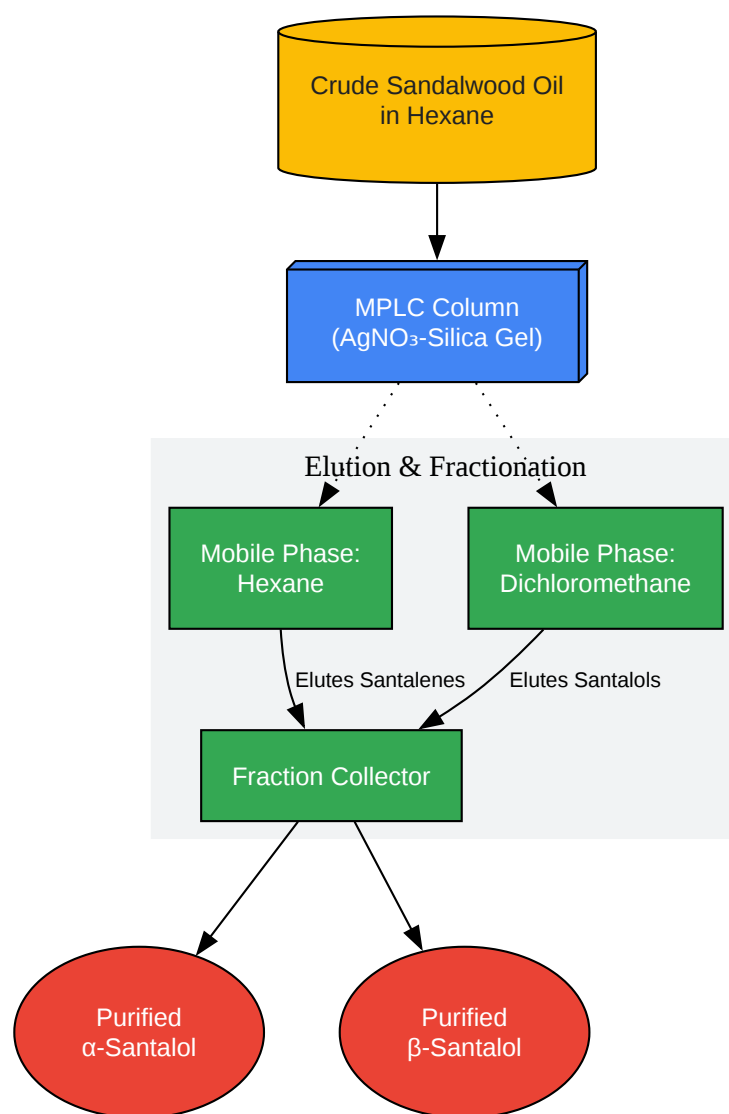 Crude Sandalwood Oil
in Hexane
MPLC Column
(AgNO₃-Silica Gel)
Elution & Fractionation
Mobile Phase:
Hexane
Mobile Phase:
Dichloromethane
Elutes Santalenes
Elutes Santalols
Fraction Collector
Purified
α-Santalol
Purified
β-Santalol